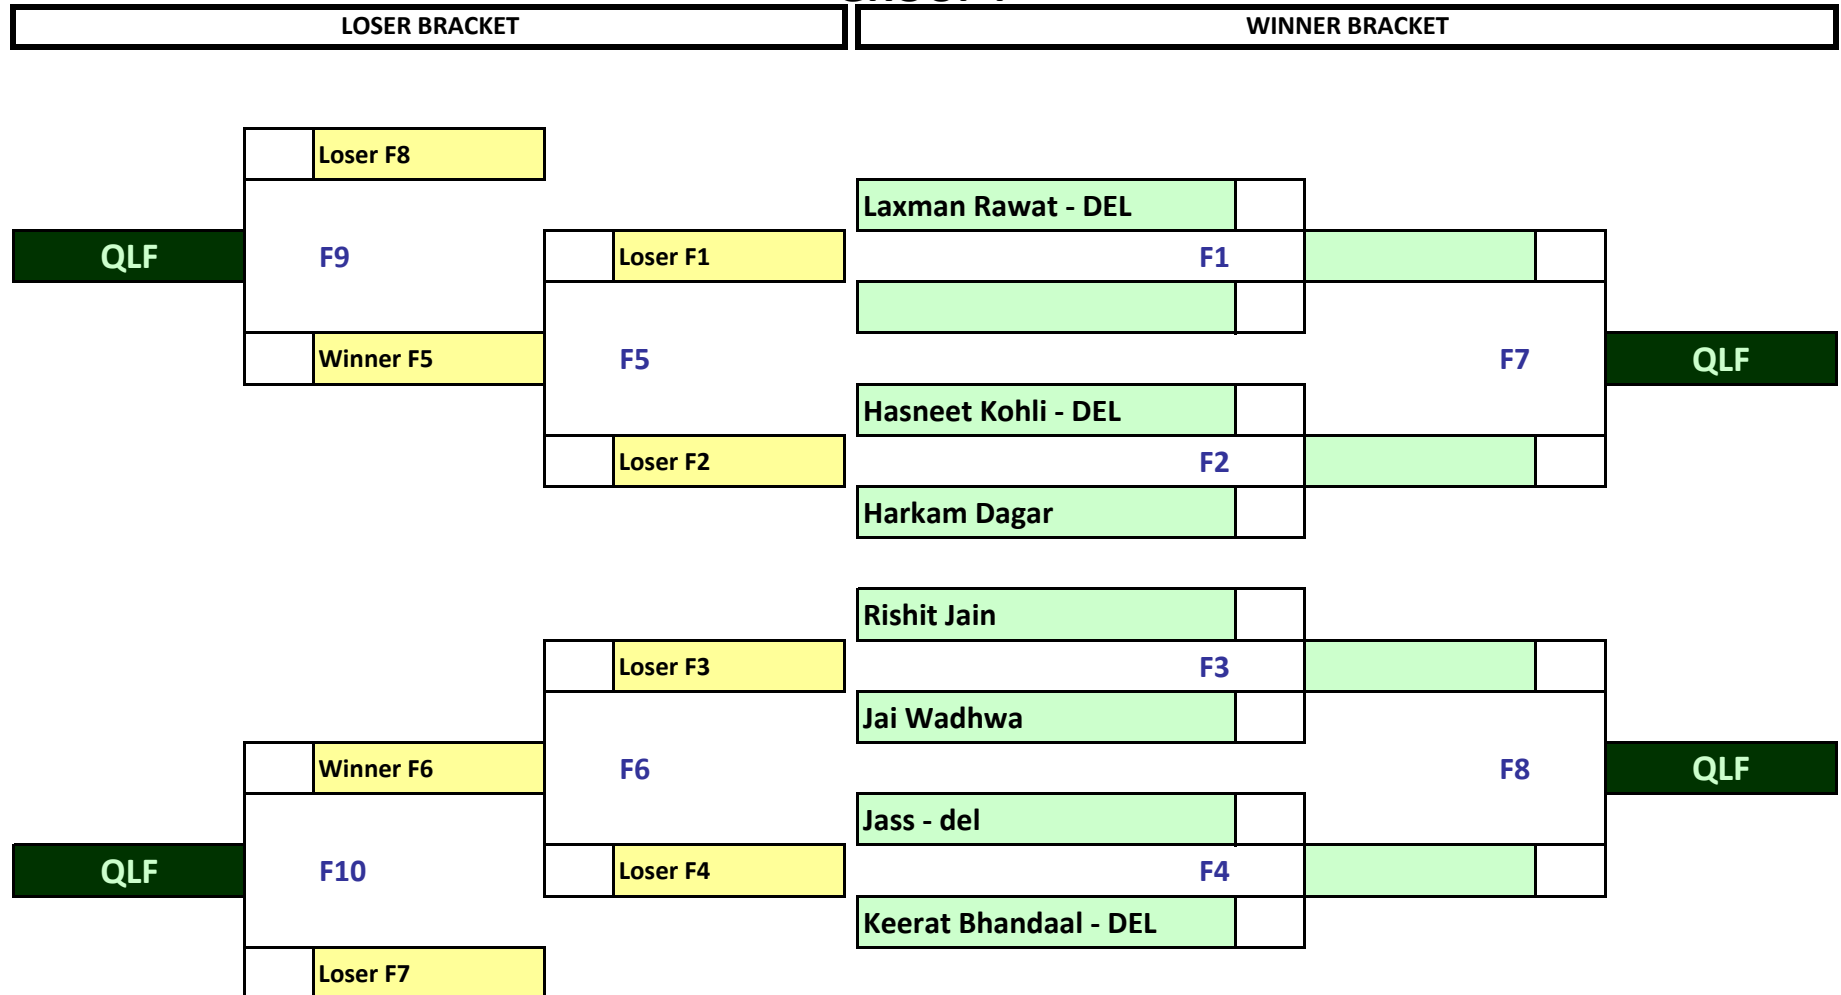 LOSER BRACKET
WINNER BRACKET
Loser F8
Laxman Rawat - DEL
QLF
F9
Loser F1
F1
Winner F5
F5
F7
QLF
Hasneet Kohli - DEL
Loser F2
F2
Harkam Dagar
Rishit Jain
Loser F3
F3
Jai Wadhwa
Winner F6
F6
F8
QLF
Jass - del
QLF
F10
Loser F4
F4
Keerat Bhandaal - DEL
Loser F7